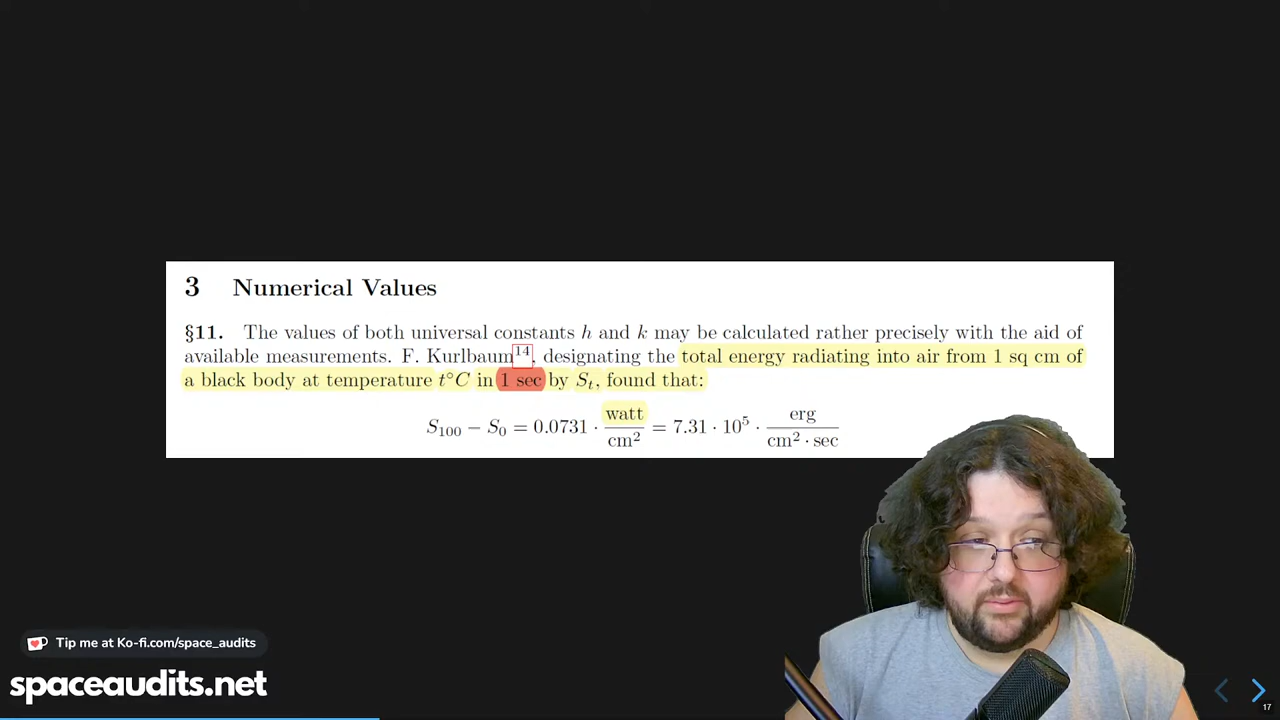 3 Numerical Values
§11. The values of both universal constants h and k may be calculated rather precisely with the aid of
available measurements. F. Kurlbaum14, designating the total energy radiating into air from 1 sq cm of
a black body at temperature t°C in 1 sec by St, found that:
S100 − S0 = 0.0731 · watt/cm2 = 7.31 · 10^5 · erg/cm2 · sec
Tip me at Ko-fi.com/space_audits
spaceaudits.net
17